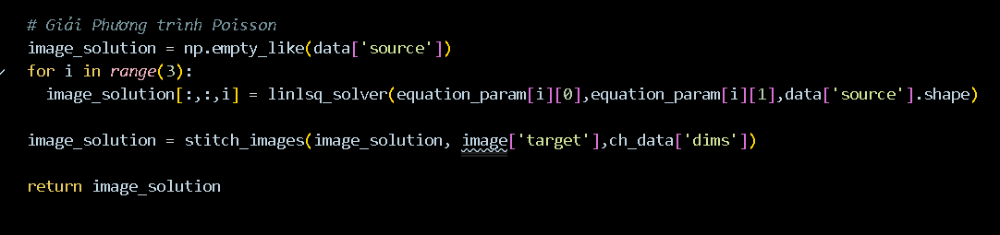 # Giải Phương trình Poisson
image_solution = np.empty_like(data['source'])
for i in range(3):
image_solution[:,:,i] = linlsq_solver(equation_param[i][0],equation_param[i][1],data['source'].shape)
image_solution = stitch_images(image_solution, image['target'],ch_data['dims'])
return image_solution